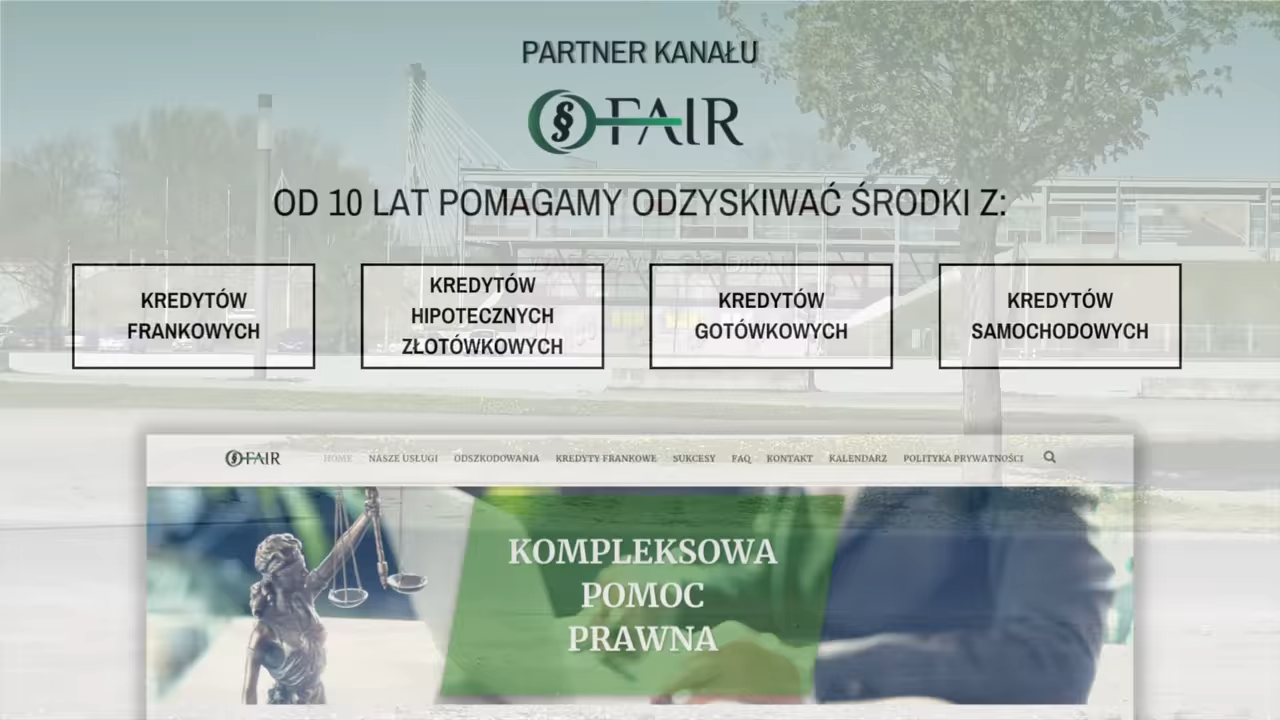 PARTNER KANAŁU
§ FAIR
OD 10 LAT POMAGAMY ODZYSKIWAĆ ŚRODKI Z:
KREDYTÓW
FRANKOWYCH
KREDYTÓW
HIPOTECZNYCH
ZŁOTÓWKOWYCH
KREDYTÓW
GOTÓWKOWYCH
KREDYTÓW
SAMOCHODOWYCH
§ FAIR HOME NASZE USŁUGI ODSZKODOWANIA KREDYTY FRANKOWE SUKCESY FAQ KONTAKT KALENDARZ POLITYKA PRYWATNOŚCI
KOMPLEKSOWA
POMOC
PRAWNA